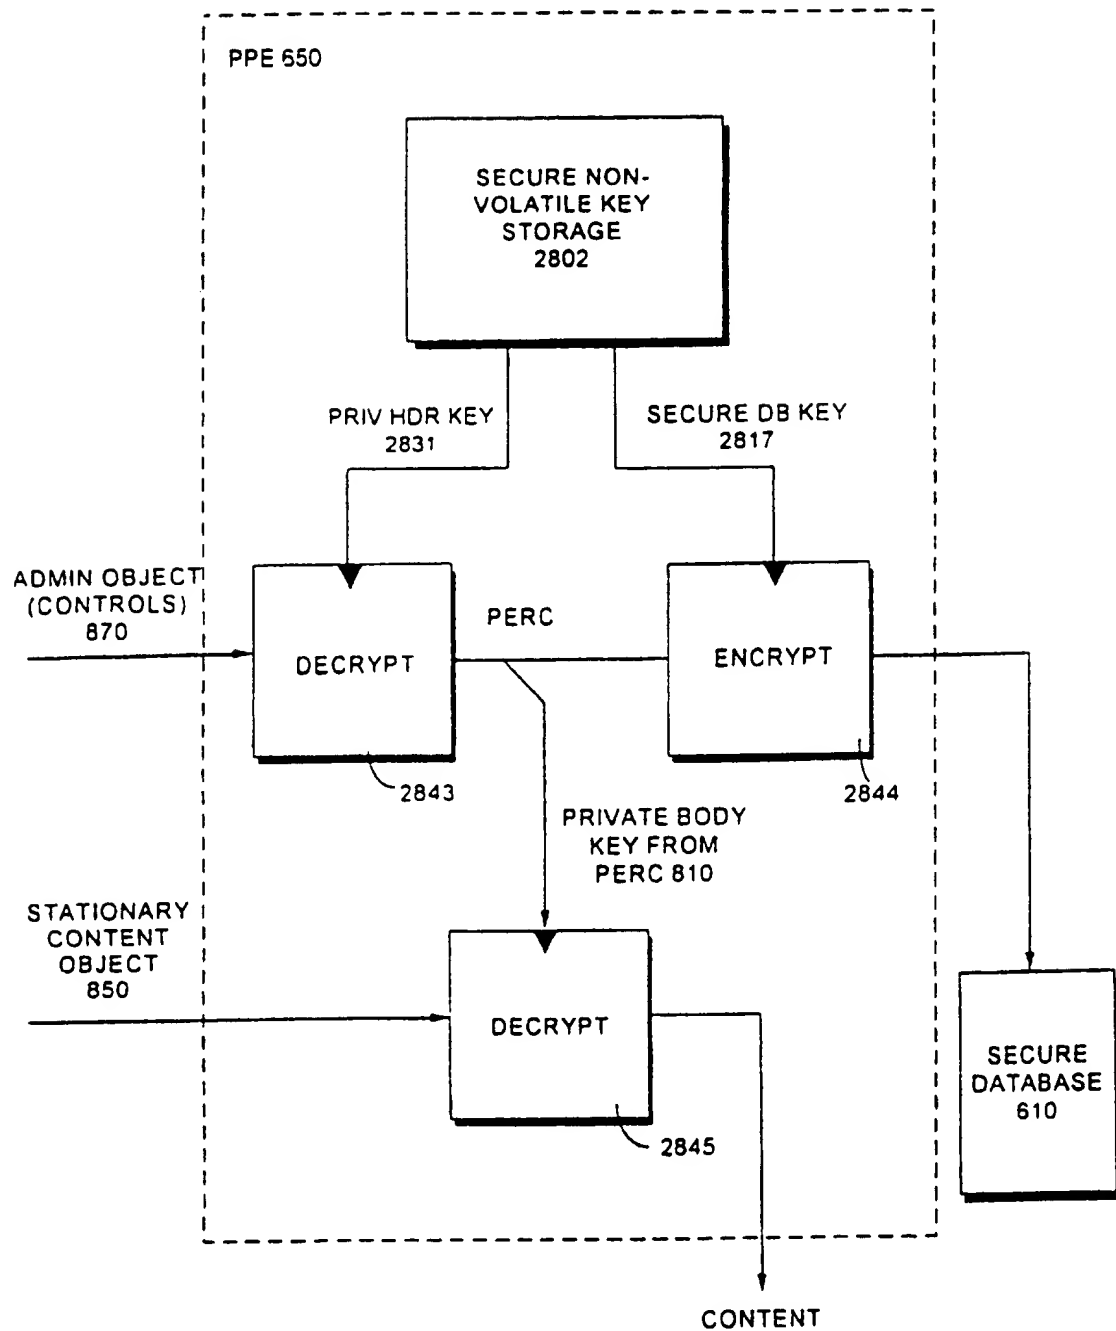 PPE 650
SECURE NON-
VOLATILE KEY
STORAGE
2802
PRIV HDR KEY
2831
SECURE DB KEY
2817
ADMIN OBJECT
(CONTROLS)
870
DECRYPT
2843
PERC
ENCRYPT
2844
PRIVATE BODY
KEY FROM
PERC 810
STATIONARY
CONTENT
OBJECT
850
DECRYPT
2845
SECURE
DATABASE
610
CONTENT